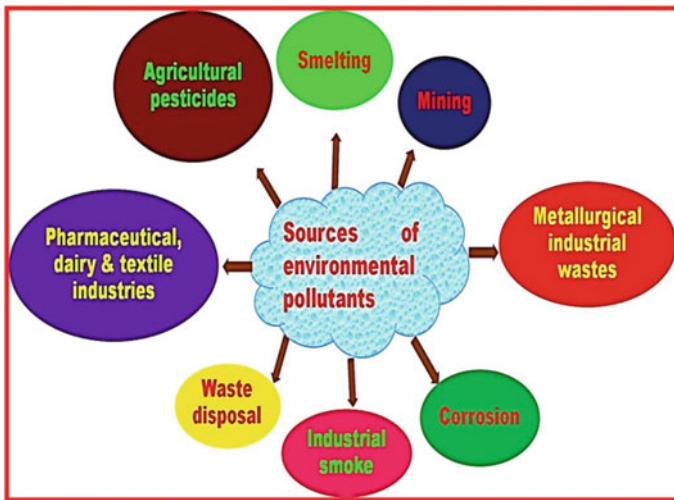 Agricultural
pesticides
Smelting
Mining
Pharmaceutical,
dairy & textile
industries
Sources of
environmental
pollutants
Metallurgical
industrial
wastes
Waste
disposal
Industrial
smoke
Corrosion